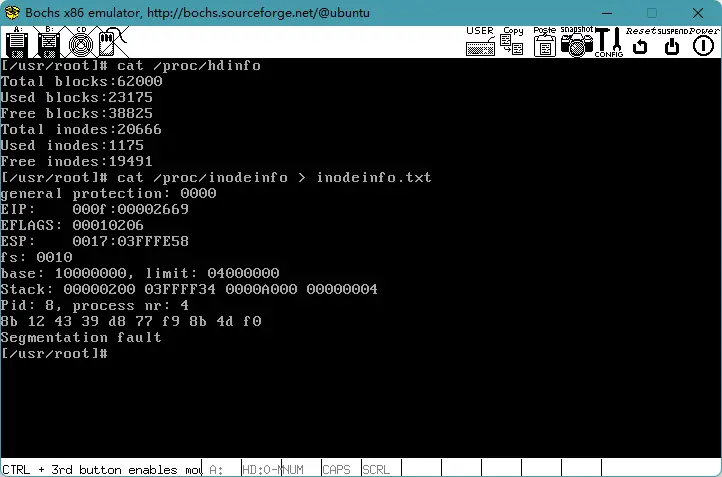 Bochs x86 emulator, http://bochs.sourceforge.net/@ubuntu
A: B: CD USER Copy Paste snapshot CONFIG Reset SUSPEND Power
[/usr/root]# cat /proc/hdinfo
Total blocks:62000
Used blocks:23175
Free blocks:38825
Total inodes:20666
Used inodes:1175
Free inodes:19491
[/usr/root]# cat /proc/inodeinfo > inodeinfo.txt
general protection: 0000
EIP:    000f:00002669
EFLAGS: 00010206
ESP:    0017:03FFFE58
fs: 0010
base: 10000000, limit: 04000000
Stack: 00000200 03FFFF34 0000A000 00000004
Pid: 8, process nr: 4
8b 12 43 39 d8 77 f9 8b 4d f0
Segmentation fault
[/usr/root]#
CTRL + 3rd button enables mou A: HD:0-M NUM CAPS SCRL